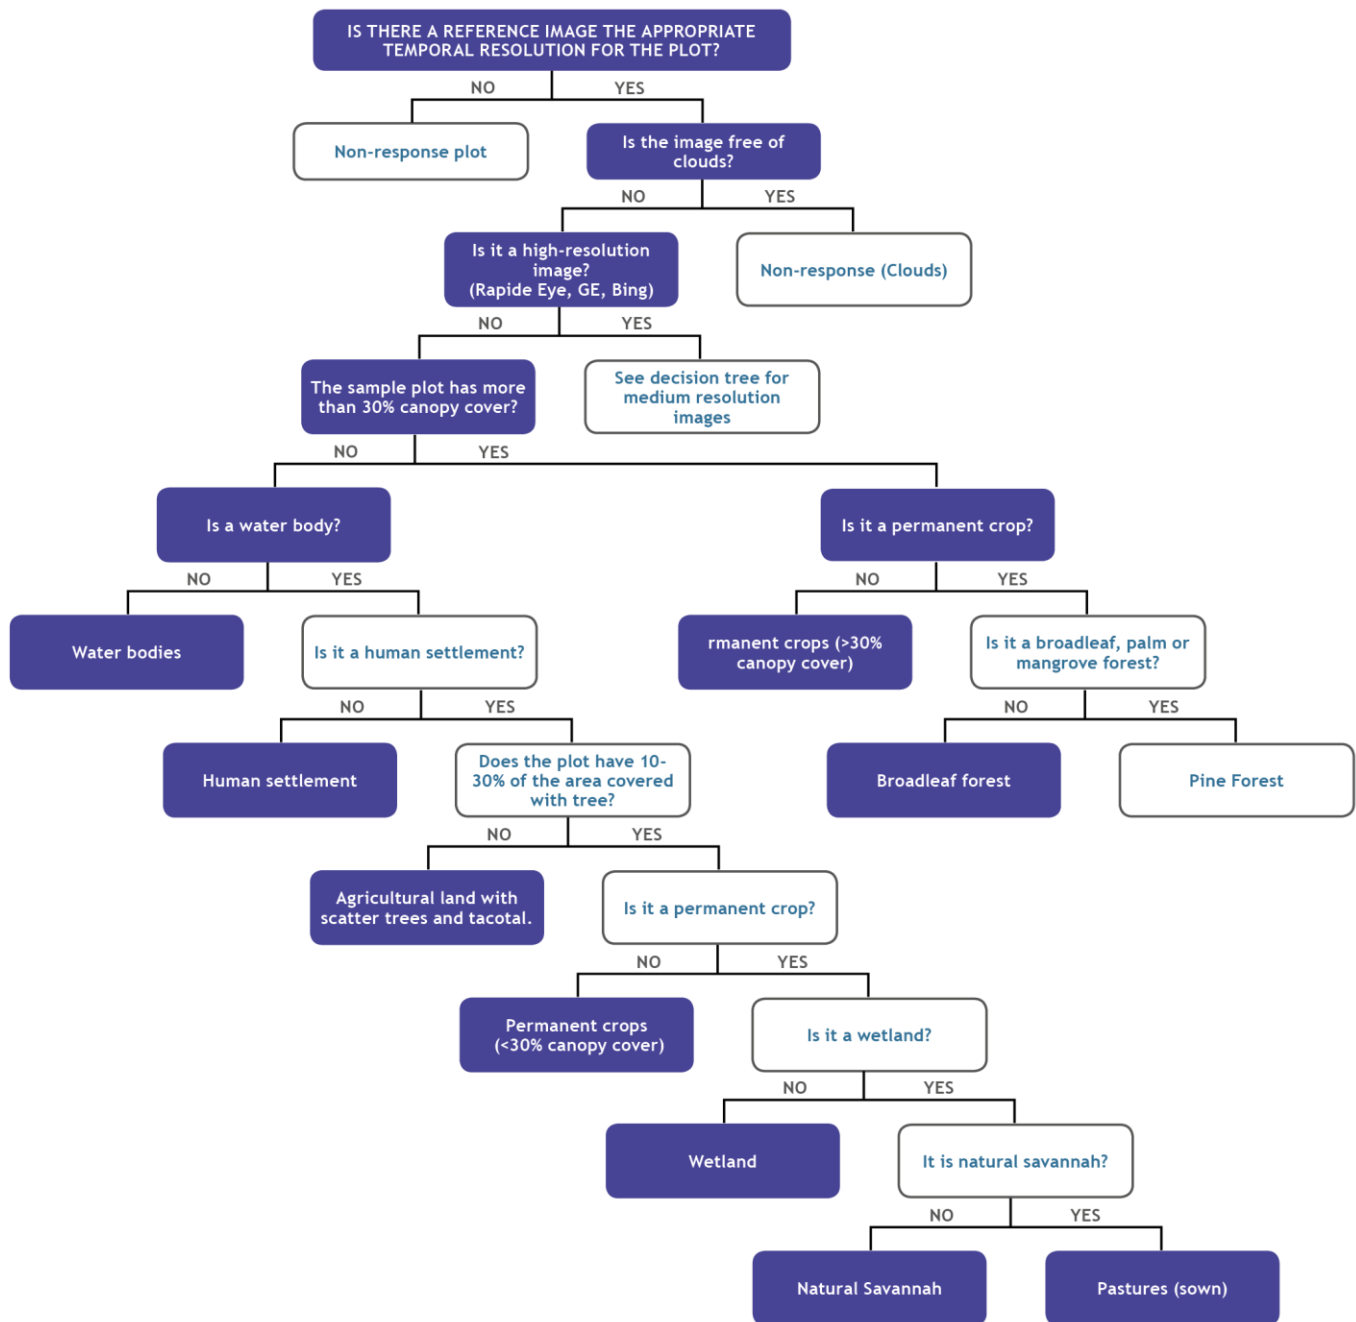 IS THERE A REFERENCE IMAGE THE APPROPRIATE
TEMPORAL RESOLUTION FOR THE PLOT?
NO
YES
Non-response plot
Is the image free of
clouds?
NO
YES
Is it a high-resolution
image?
(Rapide Eye, GE, Bing)
Non-response (Clouds)
NO
YES
The sample plot has more
than 30% canopy cover?
See decision tree for
medium resolution
images
NO
YES
Is a water body?
Is it a permanent crop?
NO
YES
NO
YES
Water bodies
Is it a human settlement?
rmanent crops (>30%
canopy cover)
Is it a broadleaf, palm or
mangrove forest?
NO
YES
NO
YES
Human settlement
Does the plot have 10-
30% of the area covered
with tree?
Broadleaf forest
Pine Forest
NO
YES
Agricultural land with
scatter trees and tacotal.
Is it a permanent crop?
NO
YES
Permanent crops
(<30% canopy cover)
Is it a wetland?
NO
YES
Wetland
It is natural savannah?
NO
YES
Natural Savannah
Pastures (sown)